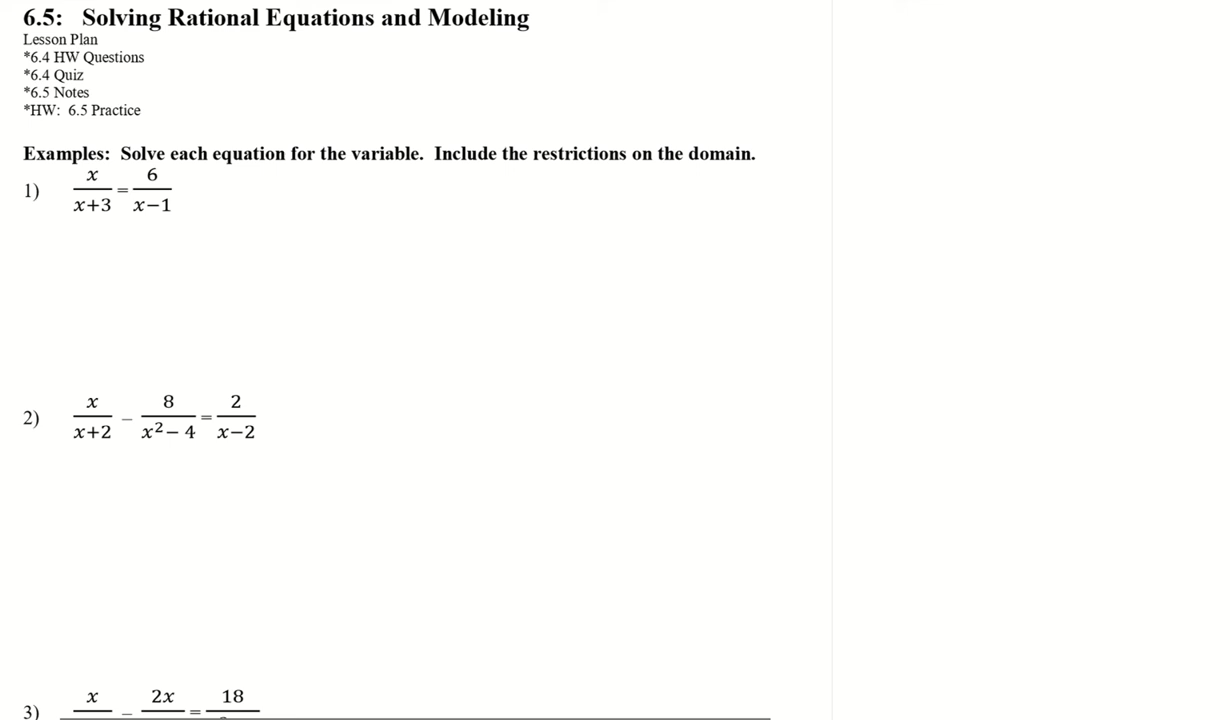 6.5: Solving Rational Equations and Modeling
Lesson Plan
*6.4 HW Questions
*6.4 Quiz
*6.5 Notes
*HW: 6.5 Practice
Examples: Solve each equation for the variable. Include the restrictions on the domain.
1) x/(x+3) = 6/(x−1)
2) x/(x+2) − 8/(x² − 4) = 2/(x−2)
3) x − 2x = 18